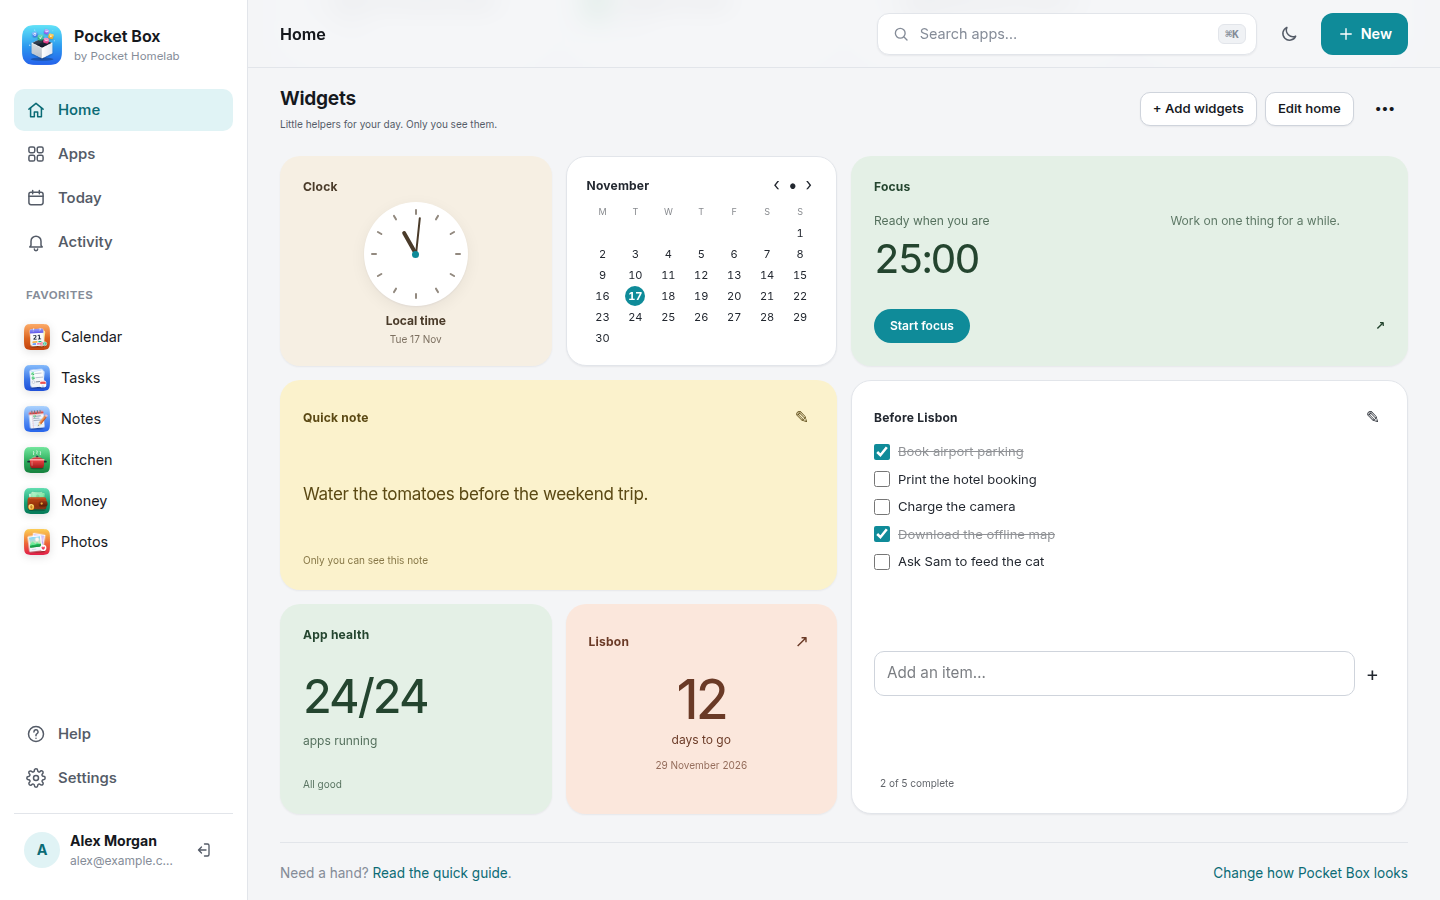 Pocket Box
by Pocket Homelab
Home
Apps
Today
Activity
FAVORITES
Calendar
Tasks
Notes
Kitchen
Money
Photos
Help
Settings
A
Alex Morgan
alex@example.c...
Home
Search apps...
⌘K
+ New
Widgets
Little helpers for your day. Only you see them.
+ Add widgets
Edit home
•••
Clock
Local time
Tue 17 Nov
November
M T W T F S S
1
2 3 4 5 6 7 8
9 10 11 12 13 14 15
16 17 18 19 20 21 22
23 24 25 26 27 28 29
30
Focus
Ready when you are
Work on one thing for a while.
25:00
Start focus
↗
Quick note
✎
Water the tomatoes before the weekend trip.
Only you can see this note
Before Lisbon
✎
Book airport parking
Print the hotel booking
Charge the camera
Download the offline map
Ask Sam to feed the cat
Add an item...
+
2 of 5 complete
App health
24/24
apps running
All good
Lisbon
↗
12
days to go
29 November 2026
Need a hand? Read the quick guide.
Change how Pocket Box looks